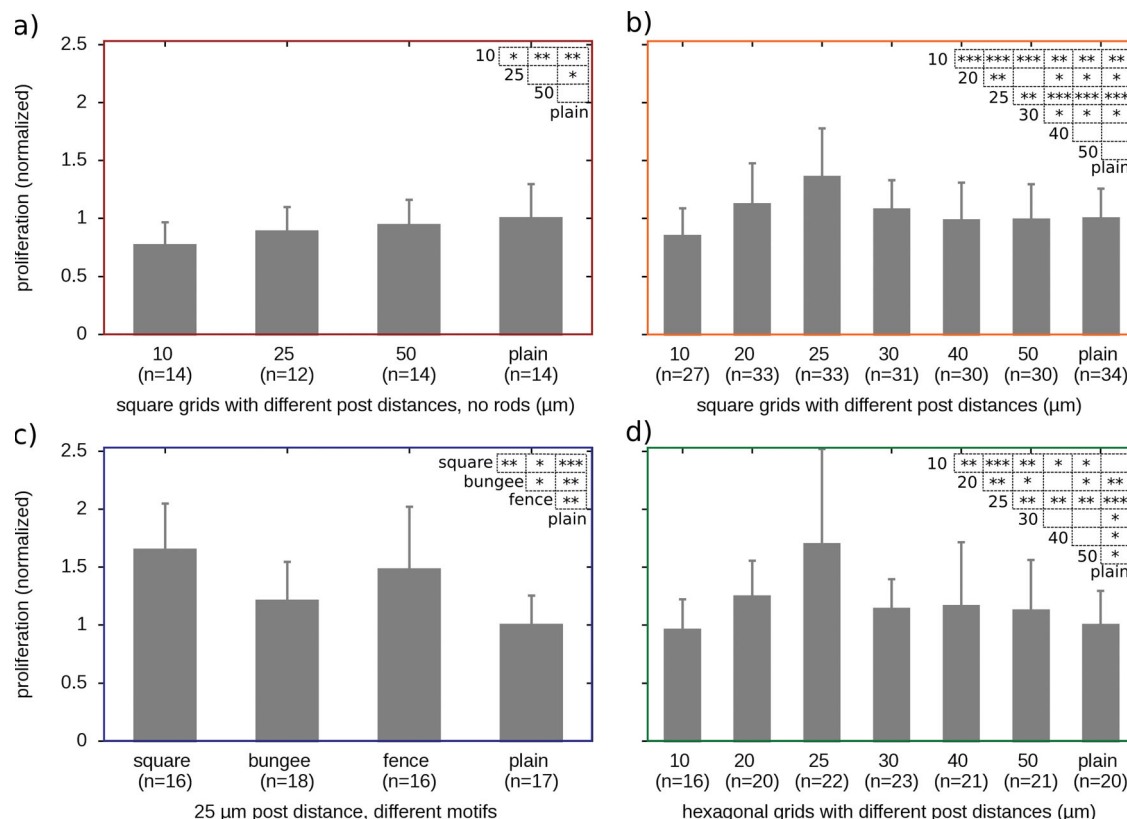 a)
2.5
2
1.5
1
0.5
0
proliferation (normalized)
10 * ** **
25 *
50
plain
10 25 50 plain
(n=14) (n=12) (n=14) (n=14)
square grids with different post distances, no rods (µm)
b)
10 *** *** *** ** ** **
20 ** * * *
25 ** *** *** ***
30 * * *
40
50
plain
10 20 25 30 40 50 plain
(n=27) (n=33) (n=33) (n=31) (n=30) (n=30) (n=34)
square grids with different post distances (µm)
c)
2.5
2
1.5
1
0.5
0
proliferation (normalized)
square ** * ***
bungee * **
fence **
plain
square bungee fence plain
(n=16) (n=18) (n=16) (n=17)
25 µm post distance, different motifs
d)
10 ** *** ** * *
20 ** * * **
25 ** ** ** ***
30 *
40 *
50 *
plain
10 20 25 30 40 50 plain
(n=16) (n=20) (n=22) (n=23) (n=21) (n=21) (n=20)
hexagonal grids with different post distances (µm)